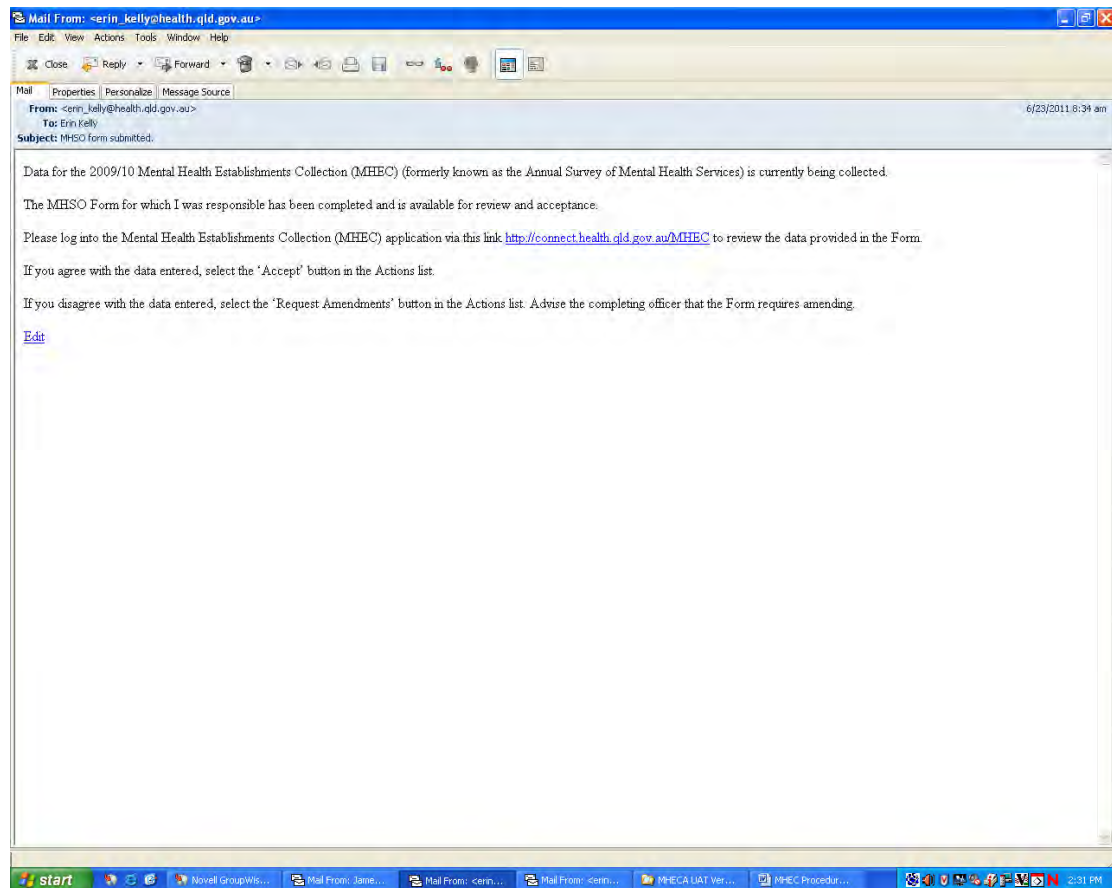 Mail From: <erin_kelly@health.qld.gov.au>
File Edit View Actions Tools Window Help
Close Reply Forward
Mail Properties Personalize Message Source
From: <erin_kelly@health.qld.gov.au> 6/23/2011 8:34 am
To: Erin Kelly
Subject: MHSO form submitted.
Data for the 2009/10 Mental Health Establishments Collection (MHEC) (formerly known as the Annual Survey of Mental Health Services) is currently being collected.
The MHSO Form for which I was responsible has been completed and is available for review and acceptance.
Please log into the Mental Health Establishments Collection (MHEC) application via this link http://connect.health.qld.gov.au/MHEC to review the data provided in the Form.
If you agree with the data entered, select the ‘Accept’ button in the Actions list.
If you disagree with the data entered, select the ‘Request Amendments’ button in the Actions list. Advise the completing officer that the Form requires amending.
Edit
start Novell GroupWis... Mail From: Jame... Mail From: <erin... Mail From: <erin... MHECA UAT Ver... MHEC Procedur... N 2:31 PM